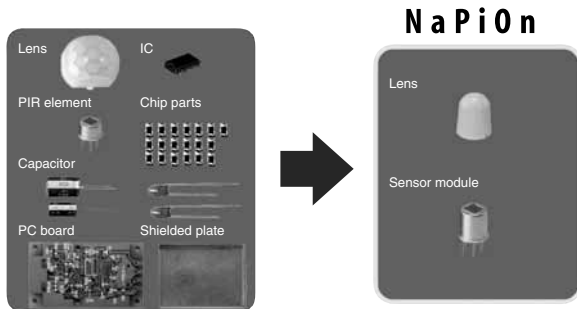 NaPiOn
Lens
IC
PIR element
Chip parts
Capacitor
PC board
Shielded plate
Lens
Sensor module